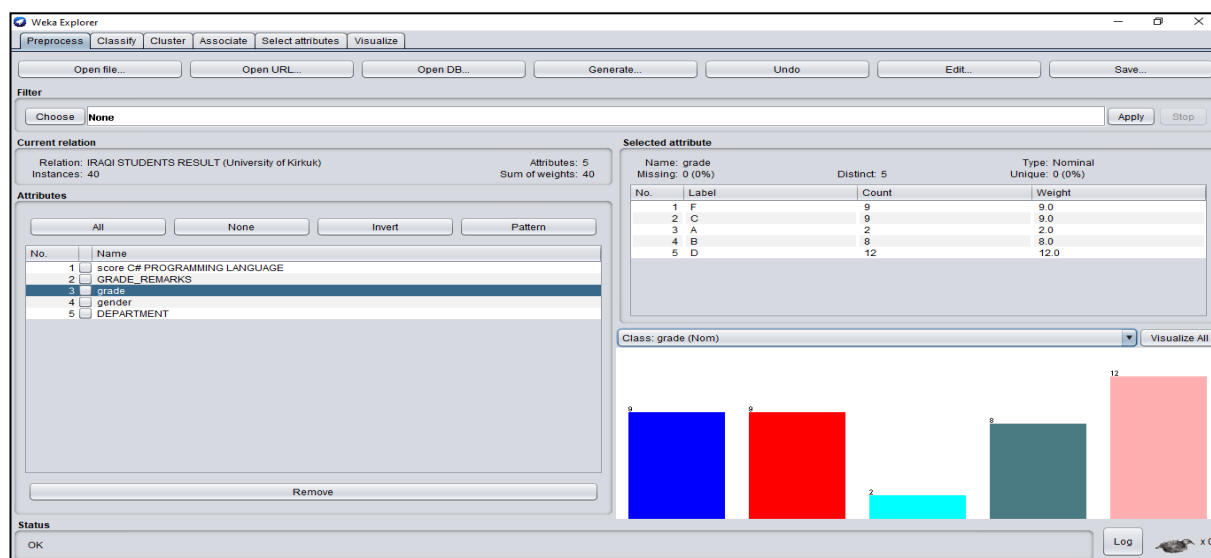 Weka Explorer
Preprocess Classify Cluster Associate Select attributes Visualize
Open file... Open URL... Open DB... Generate... Undo Edit... Save...
Filter
Choose None Apply Stop
Current relation
Relation: IRAQI STUDENTS RESULT (University of Kirkuk) Attributes: 5
Instances: 40 Sum of weights: 40
Attributes
All None Invert Pattern
No. Name
1 score C# PROGRAMMING LANGUAGE
2 GRADE_REMARKS
3 grade
4 gender
5 DEPARTMENT
Remove
Selected attribute
Name: grade Type: Nominal
Missing: 0 (0%) Distinct: 5 Unique: 0 (0%)
No. Label Count Weight
1 F 9 9.0
2 C 9 9.0
3 A 2 2.0
4 B 8 8.0
5 D 12 12.0
Class: grade (Nom) Visualize All
9 9 2 8 12
Status
OK Log x 0